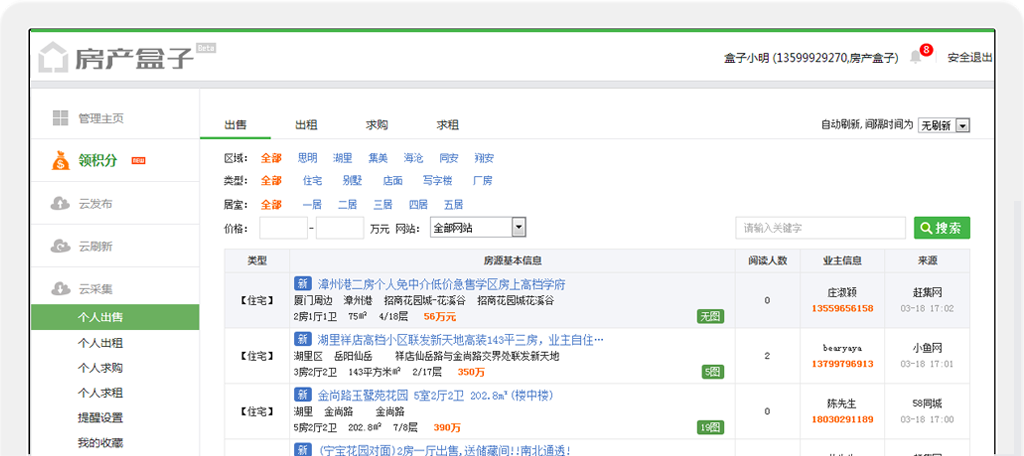 房产盒子 Beta
盒子小明 (13599929270,房产盒子) 8 安全退出
管理主页
领积分 NEW
云发布
云刷新
云采集
个人出售
个人出租
个人求购
个人求租
提醒设置
我的收藏
出售 出租 求购 求租 自动刷新,间隔时间为 无刷新
区域： 全部 思明 湖里 集美 海沧 同安 翔安
类型： 全部 住宅 别墅 店面 写字楼 厂房
居室： 全部 一居 二居 三居 四居 五居
价格： - 万元 网站： 全部网站 请输入关键字 搜索
类型 房源基本信息 阅读人数 业主信息 来源
【住宅】 新 漳州港二房个人免中介低价急售学区房上高档学府
厦门周边 漳州港 招商花园城-花溪谷 招商花园城花溪谷
2房1厅1卫 75㎡ 4/18层 56万元 无图
0 庄淑颖 13559656158 赶集网 03-18 17:02
【住宅】 新 湖里祥店高档小区联发新天地高装143平三房，业主自住…
湖里区 岳阳仙岳 祥店仙岳路与金尚路交界处联发新天地
3房2厅2卫 143平方米㎡ 2/17层 350万 5图
2 bearyaya 13799796913 小鱼网 03-18 17:01
【住宅】 新 金尚路玉鹭苑花园 5室2厅2卫 202.8m²(楼中楼)
湖里 金尚路 金尚路
5房2厅2卫 202.8㎡ 7/8层 390万 19图
0 陈先生 18030291189 58同城 03-18 17:00
新 (宁宝花园对面)2房一厅出售,送储藏间!!南北通透!